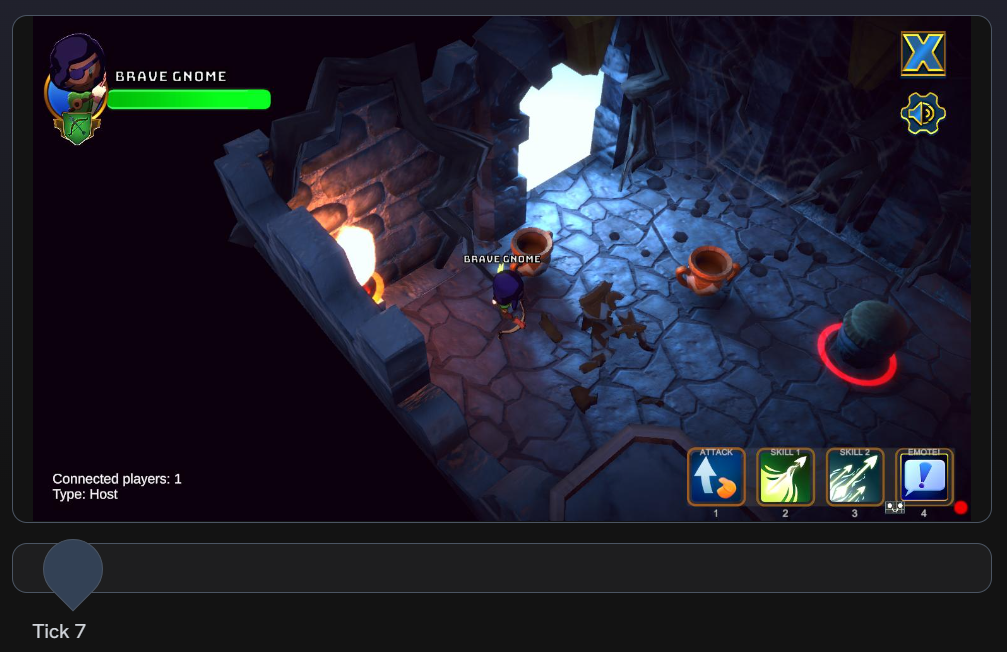 BRAVE GNOME
BRAVE GNOME
Connected players: 1
Type: Host
ATTACK
SKILL 1
SKILL 2
EMOTE!
1
2
3
4
Tick 7